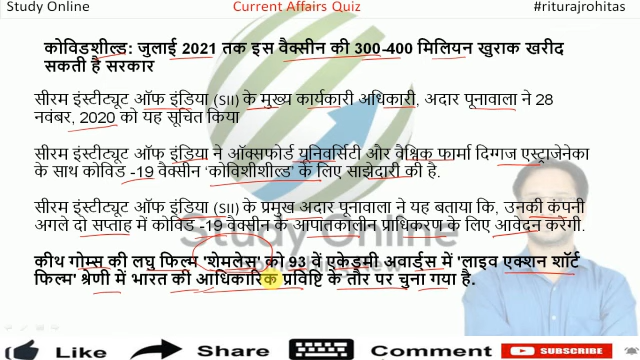 Study Online Current Affairs Quiz #riturajrohitas
कोविडशील्ड: जुलाई 2021 तक इस वैक्सीन की 300-400 मिलियन खुराक खरीद
सकती है सरकार
सीरम इंस्टीट्यूट ऑफ इंडिया (SII) के मुख्य कार्यकारी अधिकारी, अदार पूनावाला ने 28
नवंबर, 2020 को यह सूचित किया
सीरम इंस्टीट्यूट ऑफ इंडिया ने ऑक्सफोर्ड यूनिवर्सिटी और वैश्विक फार्मा दिग्गज एस्ट्राजेनेका
के साथ कोविड -19 वैक्सीन 'कोविशीशील्ड' के लिए साझेदारी की है.
सीरम इंस्टीट्यूट ऑफ इंडिया (SII) के प्रमुख अदार पूनावाला ने यह बताया कि, उनकी कंपनी
अगले दो सप्ताह में कोविड -19 वैक्सीन के आपातकालीन प्राधिकरण के लिए आवेदन करेगी.
Study Online
कीथ गोम्स की लघु फिल्म 'शेमलेस' को 93 वें एकेडमी अवार्ड्स में 'लाइव एक्शन शॉर्ट
फिल्म' श्रेणी में भारत की आधिकारिक प्रविष्टि के तौर पर चुना गया है.
Like Share Comment SUBSCRIBE